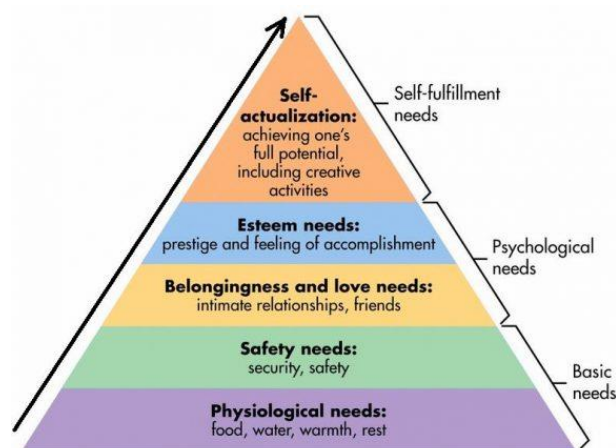 Self-
actualization:
achieving one's
full potential,
including creative
activities
Self-fulfillment
needs
Esteem needs:
prestige and feeling of accomplishment
Psychological
needs
Belongingness and love needs:
intimate relationships, friends
Safety needs:
security, safety
Basic
needs
Physiological needs:
food, water, warmth, rest